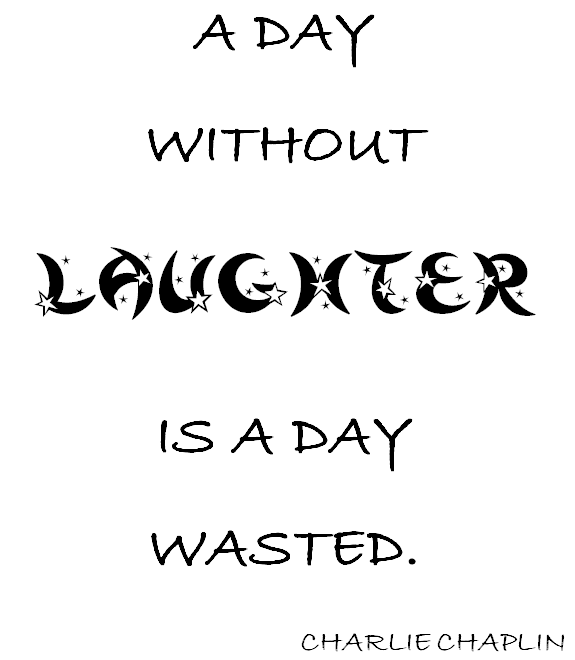 A DAY
WITHOUT
LAUGHTER
IS A DAY
WASTED.
CHARLIE CHAPLIN